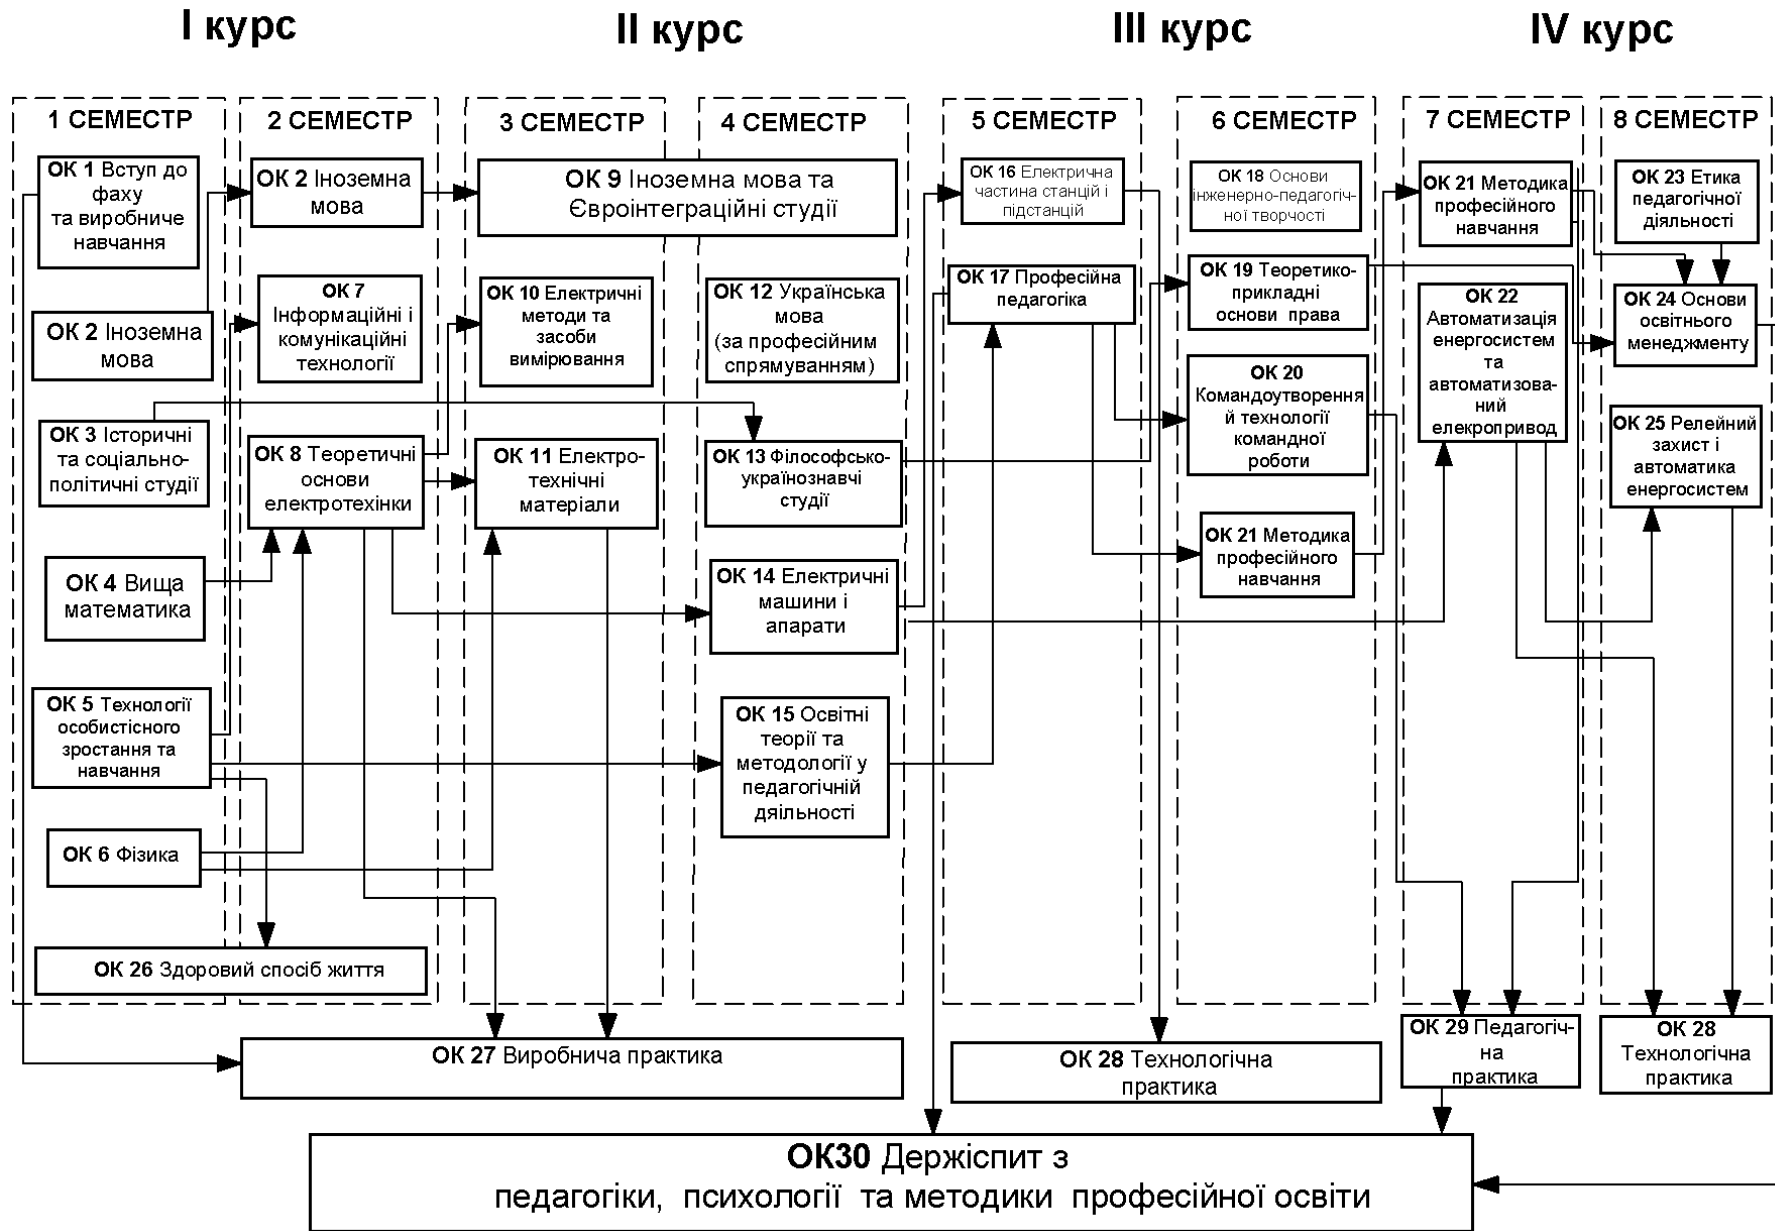 І курс
ІІ курс
ІІІ курс
IV курс
1 СЕМЕСТР
ОК 1 Вступ до
фаху
та виробниче
навчання
ОК 2 Іноземна
мова
ОК 3 Історичні
та соціально-
політичні студії
ОК 4 Вища
математика
ОК 5 Технології
особистісного
зростання та
навчання
ОК 6 Фізика
ОК 26 Здоровий спосіб життя
2 СЕМЕСТР
ОК 2 Іноземна
мова
ОК 7
Інформаційні і
комунікаційні
технології
ОК 8 Теоретичні
основи
електротехінки
3 СЕМЕСТР
4 СЕМЕСТР
ОК 9 Іноземна мова та
Євроінтеграційні студії
ОК 10 Електричні
методи та
засоби
вимірювання
ОК 11 Електро-
технічні
матеріали
ОК 12 Українська
мова
(за професійним
спрямуванням)
ОК 13 Філософсько-
українознавчі
студії
ОК 14 Електричні
машини і
апарати
ОК 15 Освітні
теорії та
методології у
педагогічній
дяільності
ОК 27 Виробнича практика
5 СЕМЕСТР
ОК 16 Електрична
частина станцій і
підстанцій
ОК 17 Професійна
педагогіка
6 СЕМЕСТР
ОК 18 Основи
інженерно-педагогіч-
ної творчості
ОК 19 Теоретико-
прикладні
основи права
ОК 20
Командоутворення
й технології
командної
роботи
ОК 21 Методика
професійного
навчання
ОК 28 Технологічна
практика
7 СЕМЕСТР
ОК 21 Методика
професійного
навчання
ОК 22
Автоматизація
енергосистем
та
автоматизова-
ний
елекропривод
ОК 29 Педагогіч-
на
практика
8 СЕМЕСТР
ОК 23 Етика
педагогічної
діяльності
ОК 24 Основи
освітнього
менеджменту
ОК 25 Релейний
захист і
автоматика
енергосистем
ОК 28
Технологічна
практика
ОК30 Держіспит з
педагогіки, психології та методики професійної освіти